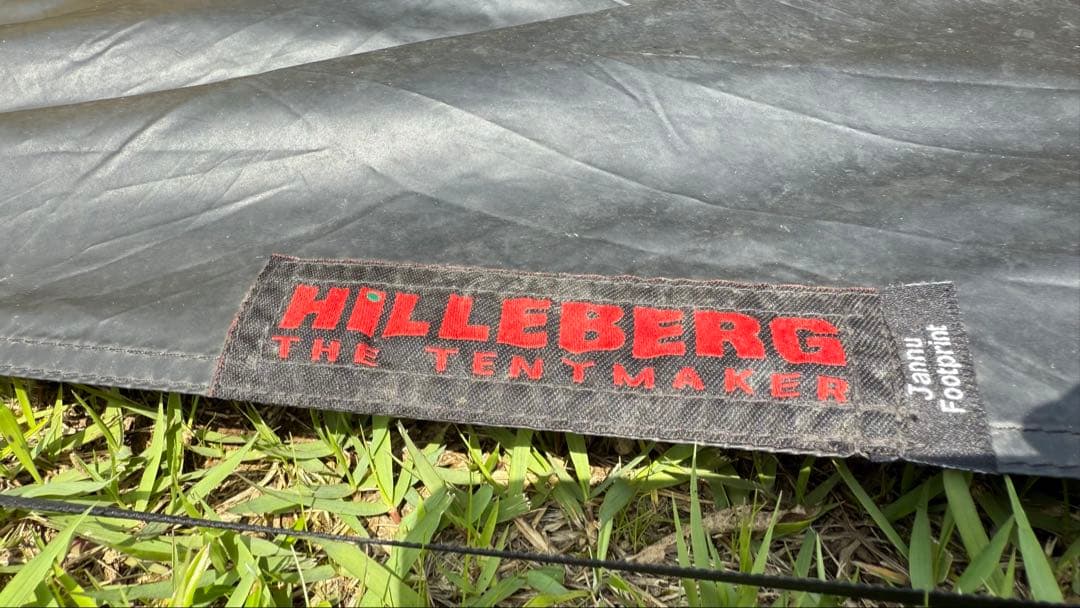 HiLLEBERG
THE TENTMAKER
Jannu
Footprint